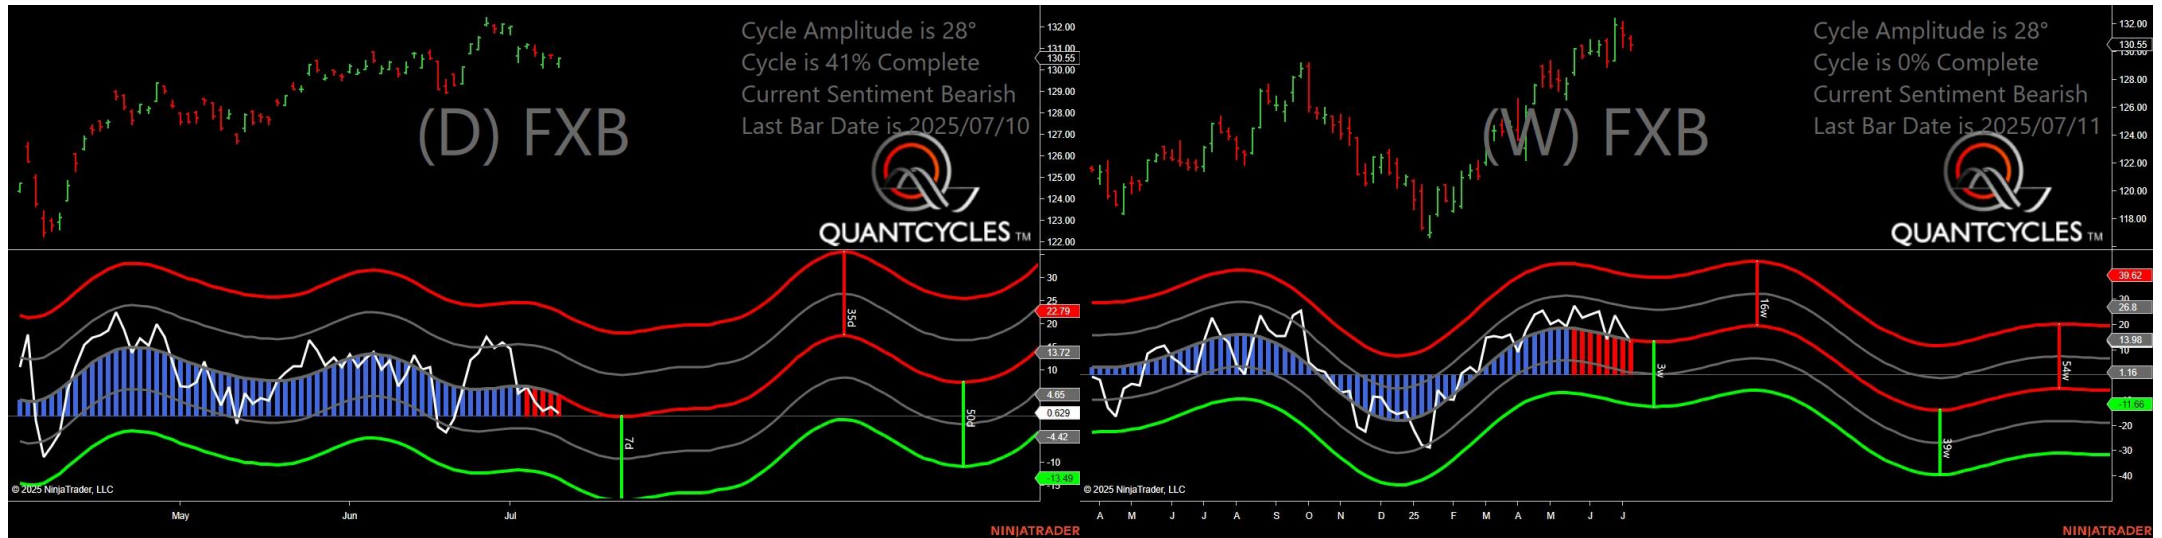 Cycle Amplitude is 28°
Cycle is 41% Complete
Current Sentiment Bearish
Last Bar Date is 2025/07/10
(D) FXB
QUANTCYCLES TM
132.00
131.00
130.55
130.00
129.00
128.00
127.00
126.00
125.00
124.00
123.00
122.00
35d
7d
50d
30
25
22.79
20
13.72
10
4.65
0.629
-4.42
-10
-13.49
© 2025 NinjaTrader, LLC
May
Jun
Jul
NINJATRADER
Cycle Amplitude is 28°
Cycle is 0% Complete
Current Sentiment Bearish
Last Bar Date is 2025/07/11
(W) FXB
QUANTCYCLES TM
132.00
130.55
128.00
126.00
124.00
122.00
120.00
118.00
16w
3w
39w
54w
39.62
30
26.8
20
13.98
10
1.16
-11.66
-20
-30
-40
© 2025 NinjaTrader, LLC
A M J J A S O N D 25 F M A M J J
NINJATRADER